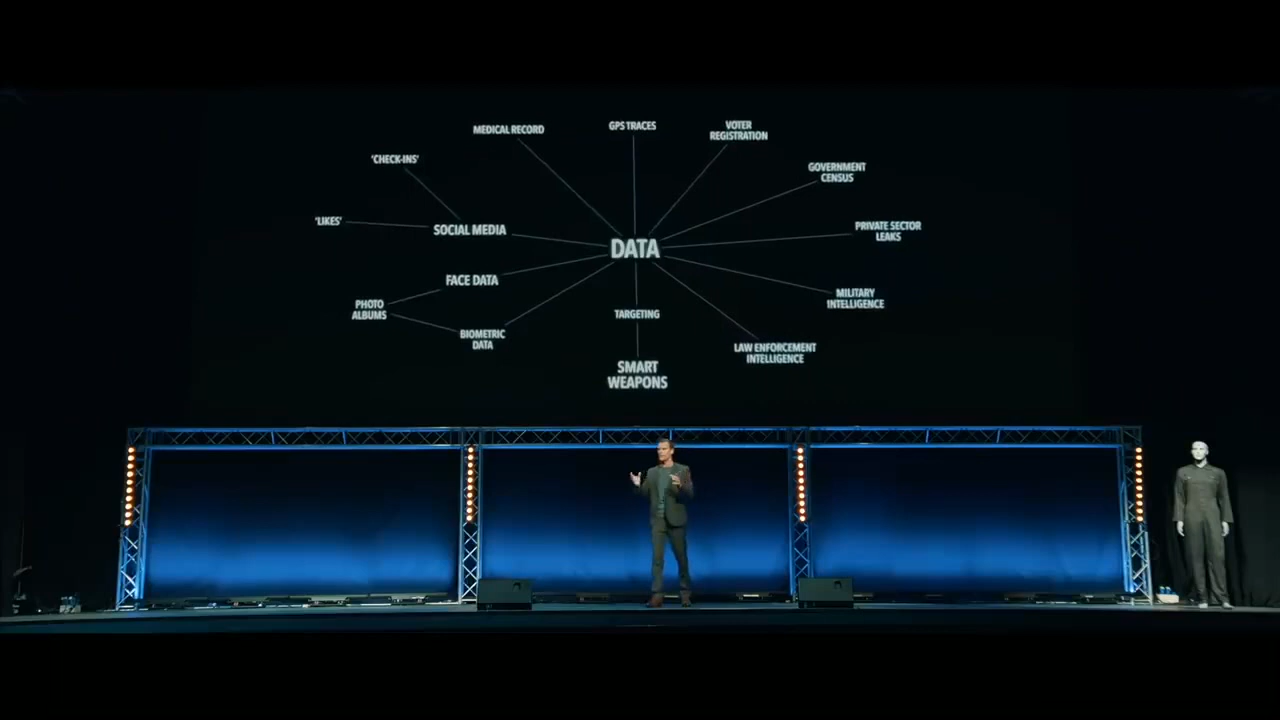 GPS TRACES
MEDICAL RECORD
VOTER
REGISTRATION
'CHECK-INS'
GOVERNMENT
CENSUS
'LIKES'
SOCIAL MEDIA
PRIVATE SECTOR
LEAKS
DATA
FACE DATA
PHOTO
ALBUMS
MILITARY
INTELLIGENCE
TARGETING
BIOMETRIC
DATA
LAW ENFORCEMENT
INTELLIGENCE
SMART
WEAPONS